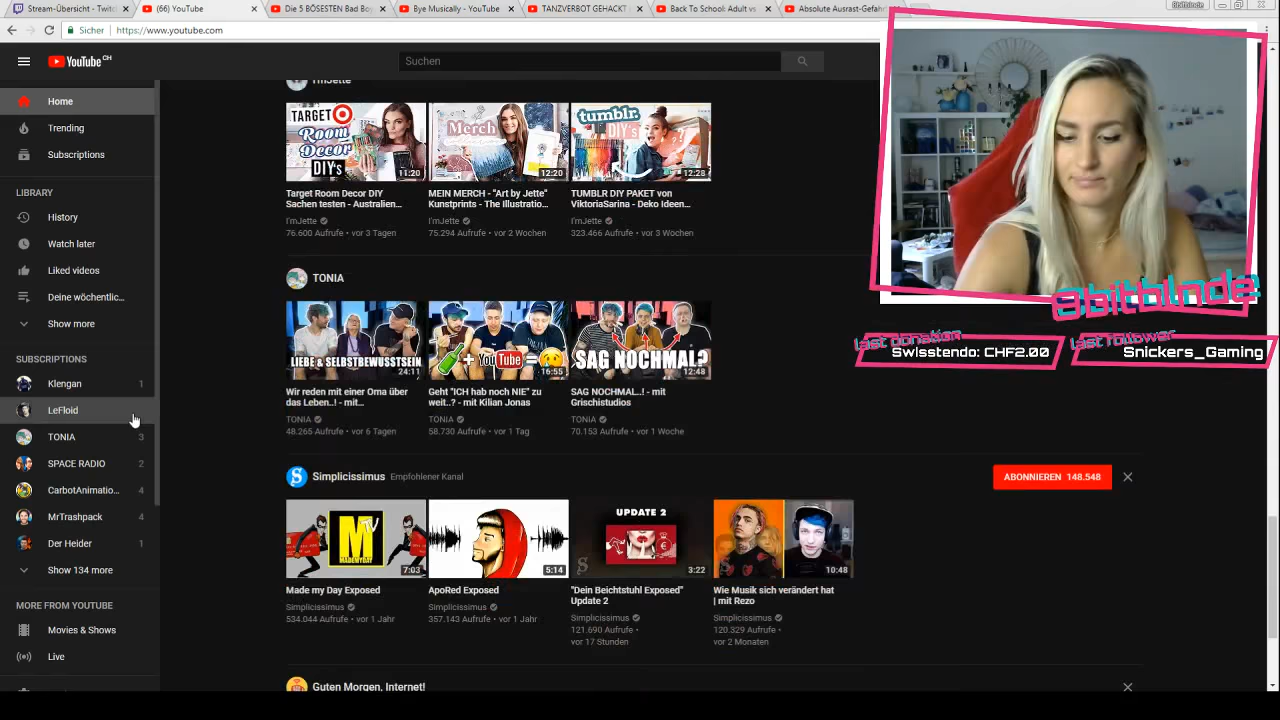 Stream-Übersicht - Twitc
(66) YouTube
Die 5 BÖSESTEN Bad Bo
Bye Musically - YouTube
TANZVERBOT GEHACKT
Back To School: Adult vs
Absolute Ausrast-Gefahr
8bitblnde
Sicher
https://www.youtube.com
YouTube CH
Suchen
Home
Trending
Subscriptions
LIBRARY
History
Watch later
Liked videos
Deine wöchentlic...
Show more
SUBSCRIPTIONS
Klengan 1
LeFloid
TONIA 3
SPACE RADIO 2
CarbotAnimatio... 4
MrTrashpack 4
Der Heider 1
Show 134 more
MORE FROM YOUTUBE
Movies & Shows
Live
I'mJette
TARGET Room Decor DIY's
11:20
Merch
12:20
tumblr. DIY's
12:28
Target Room Decor DIY
Sachen testen - Australien...
I'mJette
76.600 Aufrufe • vor 3 Tagen
MEIN MERCH - "Art by Jette"
Kunstprints - The Illustratio...
I'mJette
75.294 Aufrufe • vor 2 Wochen
TUMBLR DIY PAKET von
ViktoriaSarina - Deko Ideen...
I'mJette
323.466 Aufrufe • vor 3 Wochen
TONIA
LIEBE & SELBSTBEWUSSTSEIN
24:11
+ YouTube =
16:55
SAG NOCHMAL?
12:48
Wir reden mit einer Oma über
das Leben..! - mit...
TONIA
48.265 Aufrufe • vor 6 Tagen
Geht "ICH hab noch NIE" zu
weit..? - mit Kilian Jonas
TONIA
58.730 Aufrufe • vor 1 Tag
SAG NOCHMAL..! - mit
Grischistudios
TONIA
70.153 Aufrufe • vor 1 Woche
Simplicissimus
Empfohlener Kanal
ABONNIEREN 148.548
M TV
MADEMYDAY
7:03
5:14
UPDATE 2
3:22
10:48
Made my Day Exposed
Simplicissimus
534.044 Aufrufe • vor 1 Jahr
ApoRed Exposed
Simplicissimus
357.143 Aufrufe • vor 1 Jahr
"Dein Beichtstuhl Exposed"
Update 2
Simplicissimus
121.690 Aufrufe •
vor 17 Stunden
Wie Musik sich verändert hat
| mit Rezo
Simplicissimus
120.329 Aufrufe •
vor 2 Monaten
Guten Morgen, Internet!
8bitblnde
last donation
Swisstendo: CHF2.00
last follower
Snickers_Gaming